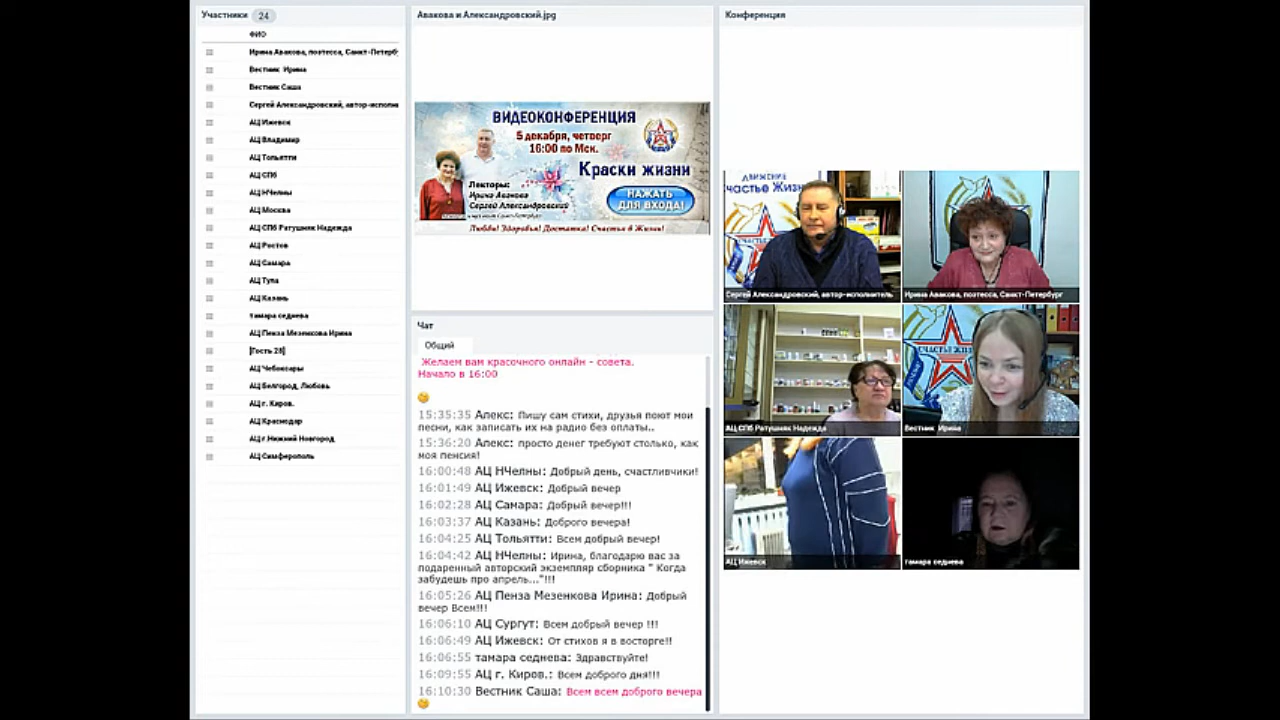 Участники 24
ФИО
Ирина Авакова, поэтесса, Санкт-Петерб
Вестник Ирина
Вестник Саша
Сергей Александровский, автор-исполн
АЦ Ижевск
АЦ Владимир
АЦ Тольятти
АЦ СПб
АЦ НЧелны
АЦ Москва
АЦ СПб Ратушняк Надежда
АЦ Ростов
АЦ Самара
АЦ Тула
АЦ Казань
тамара седнева
АЦ Пенза Мезенкова Ирина
[Гость 28]
АЦ Чебоксары
АЦ Белгород, Любовь
АЦ г. Киров.
АЦ Краснодар
АЦ г.Нижний Новгород
АЦ Симферополь
Авакова и Александровский.jpg
ВИДЕОКОНФЕРЕНЦИЯ
5 декабря, четверг
16:00 по Мск.
Краски жизни
Лекторы:
Ирина Авакова
Сергей Александровский
НАЖАТЬ
ДЛЯ ВХОДА!
Любви! Здоровья! Достатка! Счастья в Жизни!
Чат
Общий
Желаем вам красочного онлайн - совета.
Начало в 16:00
15:35:35 Алекс: Пишу сам стихи, друзья поют мои
песни, как записать их на радио без оплаты..
15:36:20 Алекс: просто денег требуют столько, как
моя пенсия!
16:00:48 АЦ НЧелны: Добрый день, счастливчики!
16:01:49 АЦ Ижевск: Добрый вечер
16:02:28 АЦ Самара: Добрый вечер!!!
16:03:37 АЦ Казань: Доброго вечера!
16:04:25 АЦ Тольятти: Всем добрый вечер!
16:04:42 АЦ НЧелны: Ирина, благодарю вас за
подаренный авторский экземпляр сборника " Когда
забудешь про апрель..."!!!
16:05:26 АЦ Пенза Мезенкова Ирина: Добрый
вечер Всем!!!
16:06:10 АЦ Сургут: Всем добрый вечер !!!
16:06:49 АЦ Ижевск: От стихов я в восторге!!
16:06:55 тамара седнева: Здравствуйте!
16:09:55 АЦ г. Киров.: Всем доброго дня!!!
16:10:30 Вестник Саша: Всем всем доброго вечера
Конференция
ДВИЖЕНИЕ
Счастье Жизн
Сергей Александровский, автор-исполнитель
Ирина Авакова, поэтесса, Санкт-Петербург
АЦ СПб Ратушняк Надежда
СЧАСТЬЕ ЖИЗ
Вестник Ирина
АЦ Ижевск
тамара седнева